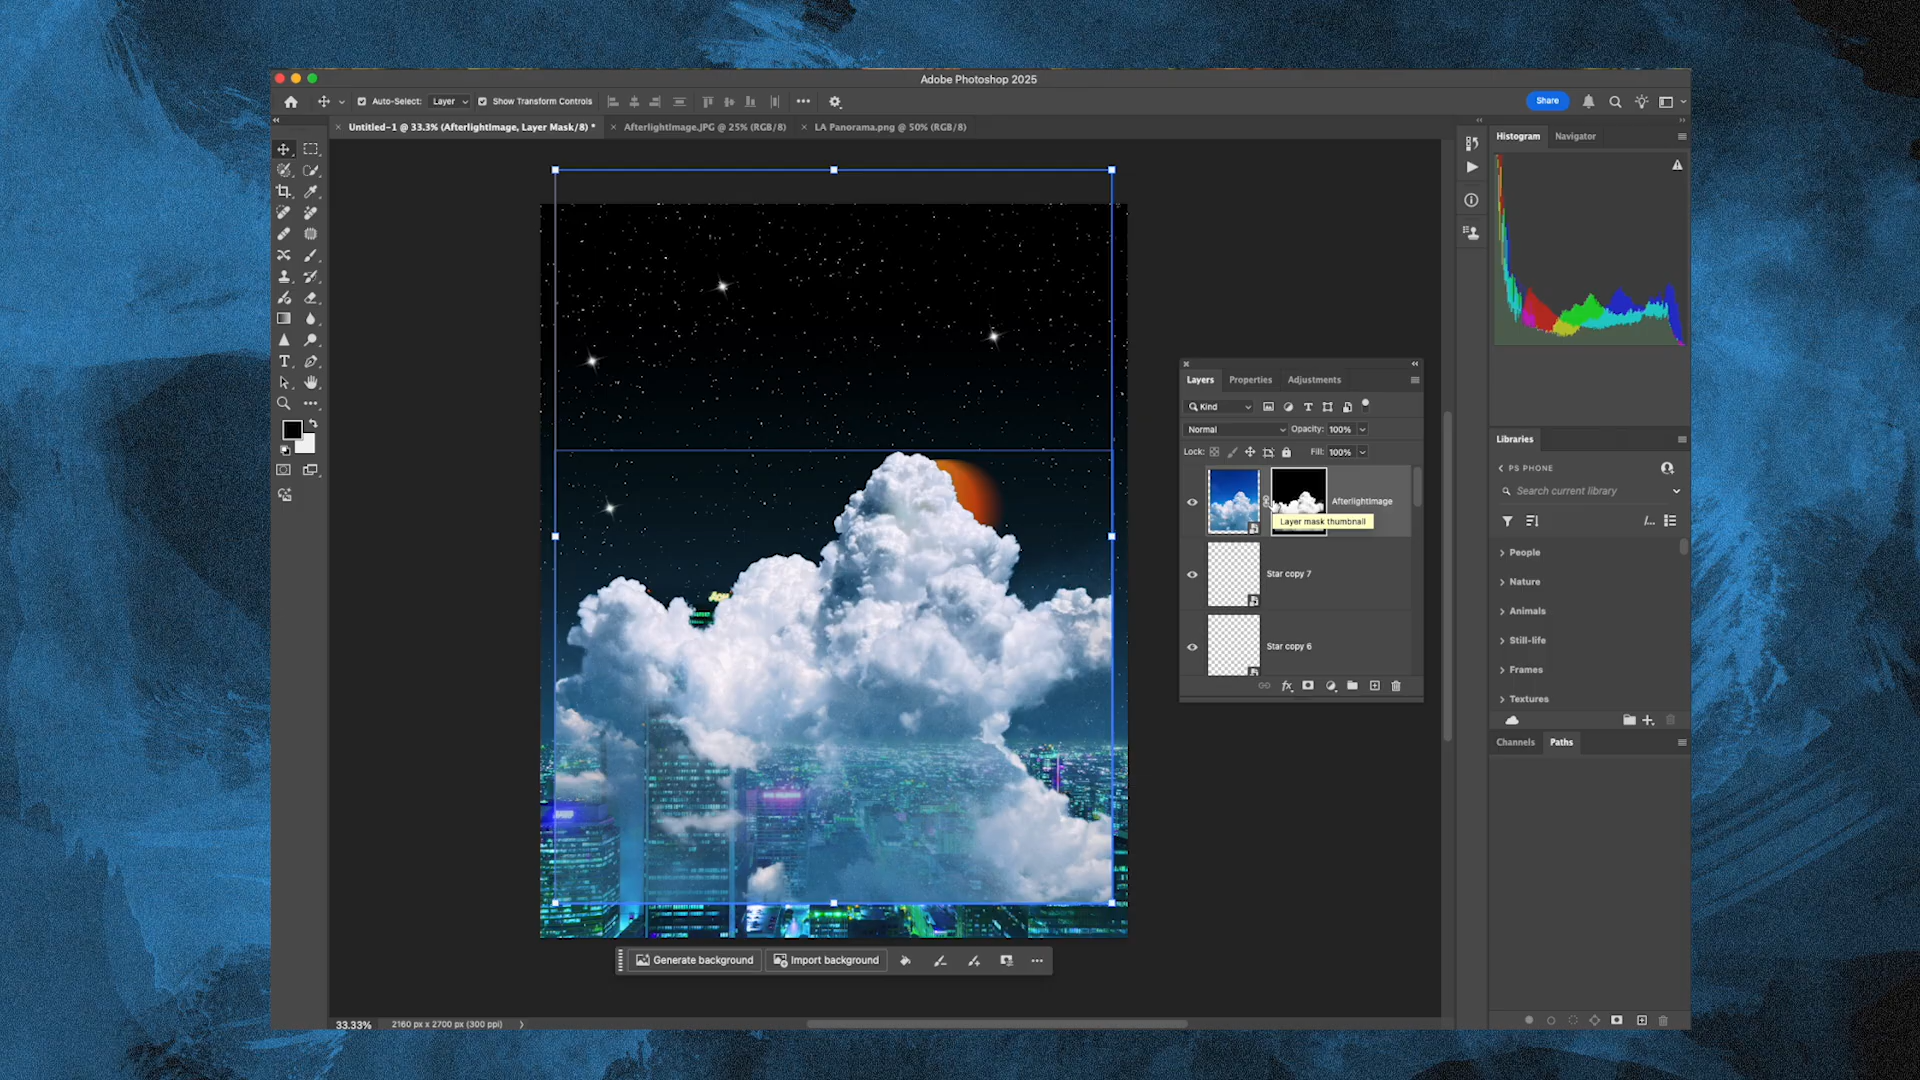 Adobe Photoshop 2025
Auto-Select: Layer Show Transform Controls
Share
Untitled-1 @ 33.3% (AfterlightImage, Layer Mask/8) *
AfterlightImage.JPG @ 25% (RGB/8)
LA Panorama.png @ 50% (RGB/8)
Histogram Navigator
Layers Properties Adjustments
Kind
Normal Opacity: 100%
Lock: Fill: 100%
AfterlightImage
Layer mask thumbnail
Star copy 7
Star copy 6
Libraries
PS PHONE
Search current library
People
Nature
Animals
Still-life
Frames
Textures
Channels Paths
Generate background Import background
33.33% 2160 px x 2700 px (300 ppi)